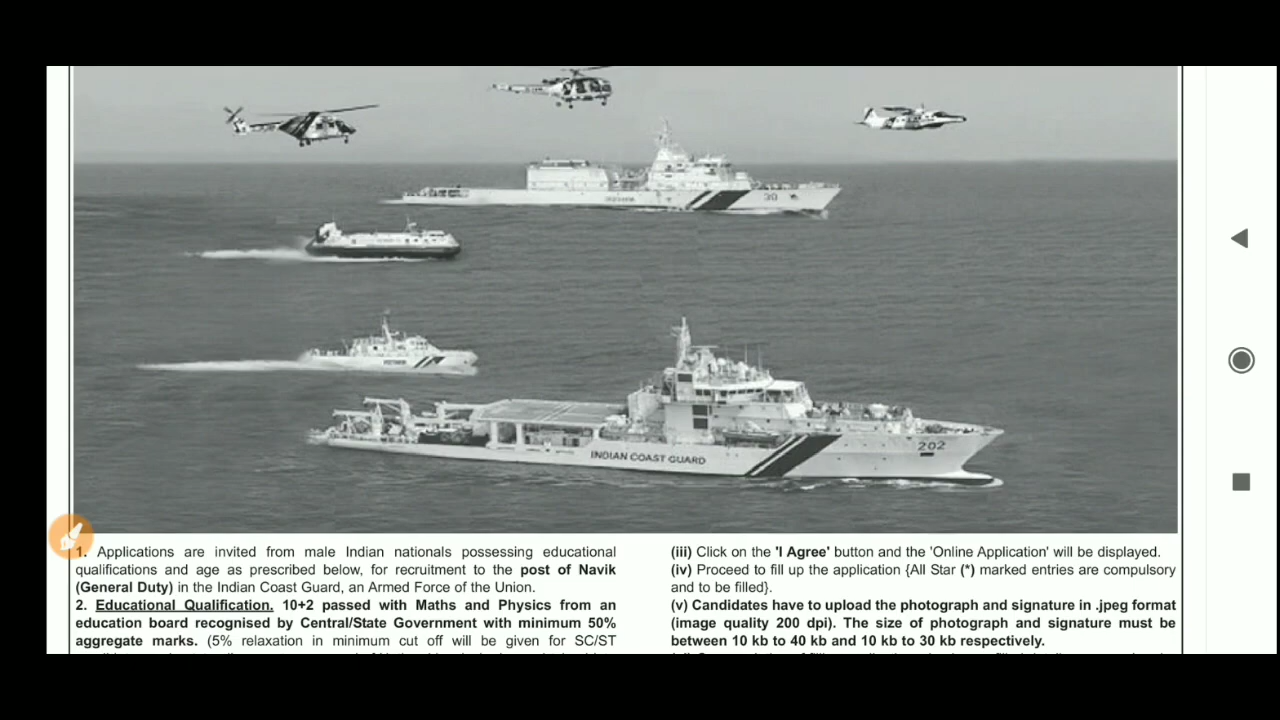 30
INDIAN COAST GUARD
202
1. Applications are invited from male Indian nationals possessing educational
qualifications and age as prescribed below, for recruitment to the post of Navik
(General Duty) in the Indian Coast Guard, an Armed Force of the Union.
2. Educational Qualification. 10+2 passed with Maths and Physics from an
education board recognised by Central/State Government with minimum 50%
aggregate marks. (5% relaxation in minimum cut off will be given for SC/ST
(iii) Click on the 'I Agree' button and the 'Online Application' will be displayed.
(iv) Proceed to fill up the application {All Star (*) marked entries are compulsory
and to be filled}.
(v) Candidates have to upload the photograph and signature in .jpeg format
(image quality 200 dpi). The size of photograph and signature must be
between 10 kb to 40 kb and 10 kb to 30 kb respectively.